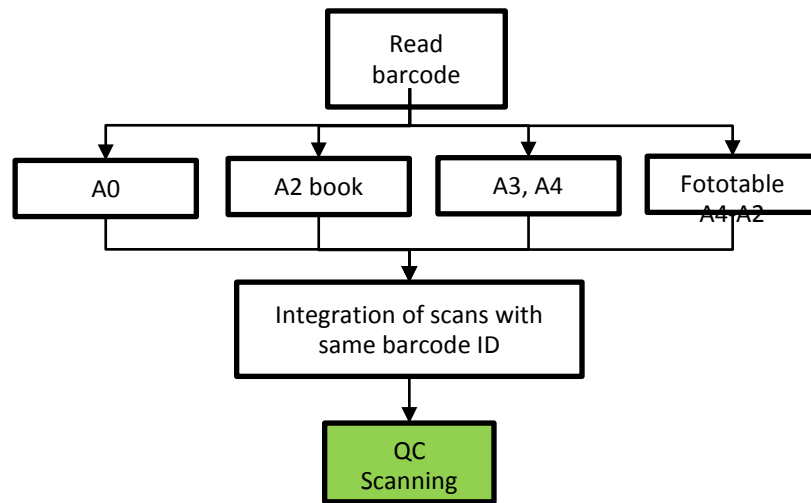 Read
barcode
A0
A2 book
A3, A4
Fototable
A4-A2
Integration of scans with
same barcode ID
QC
Scanning